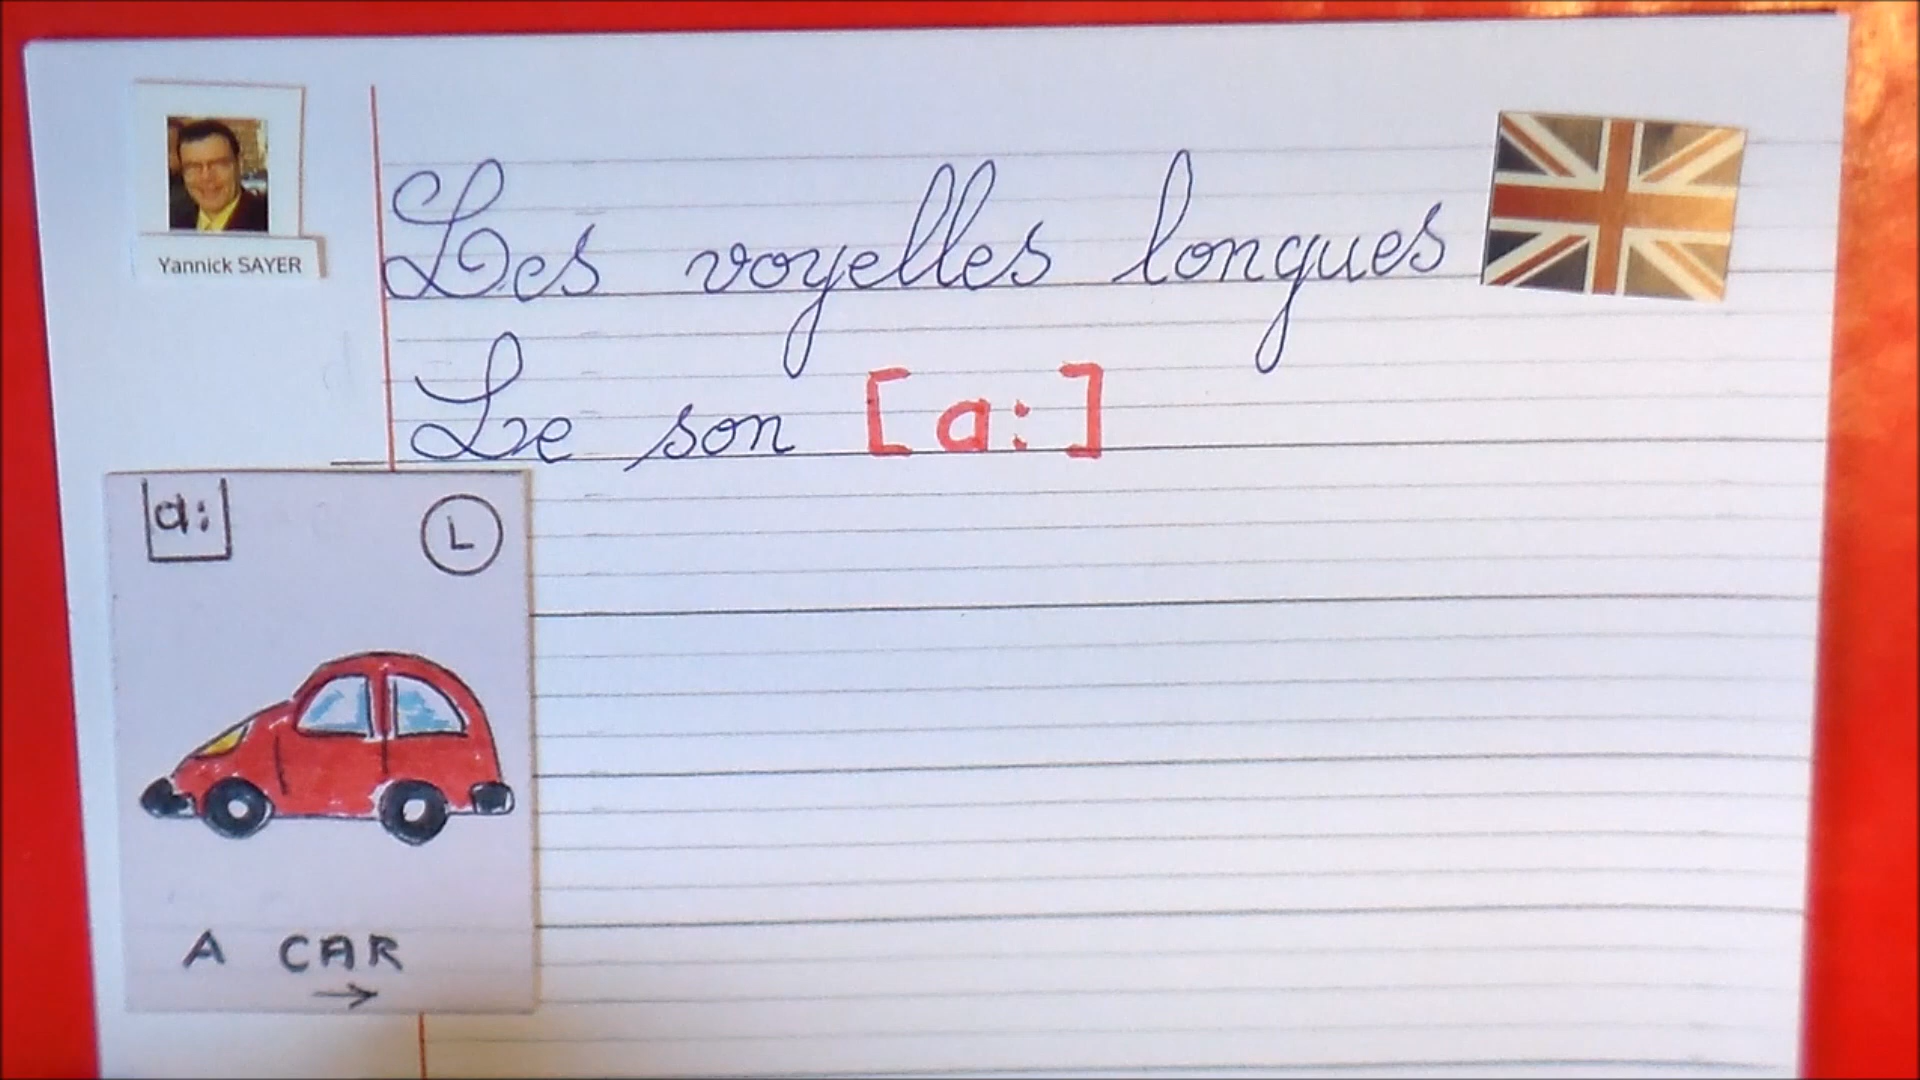 Yannick SAYER
Les voyelles longues
Le son [a:]
a:
L
A CAR